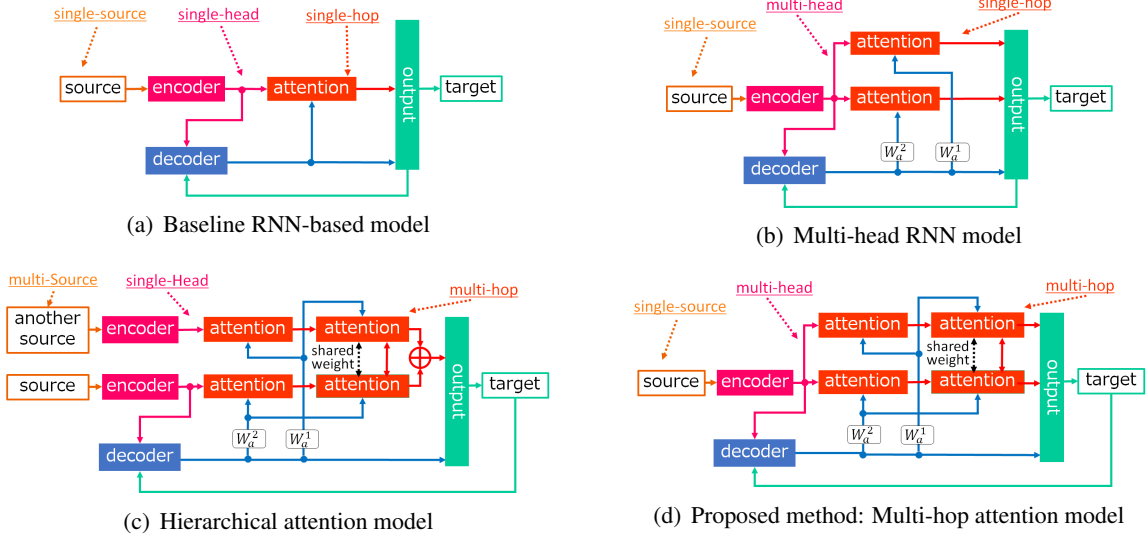 single-source
single-head
single-hop
source
encoder
attention
output
target
decoder
(a) Baseline RNN-based model
single-source
multi-head
single-hop
attention
source
encoder
attention
output
target
W_a^2
W_a^1
decoder
(b) Multi-head RNN model
multi-Source
single-Head
multi-hop
another
source
encoder
attention
attention
shared
weight
source
encoder
attention
attention
output
target
W_a^2
W_a^1
decoder
(c) Hierarchical attention model
single-source
multi-head
multi-hop
attention
attention
shared
weight
source
encoder
attention
attention
output
target
W_a^2
W_a^1
decoder
(d) Proposed method: Multi-hop attention model